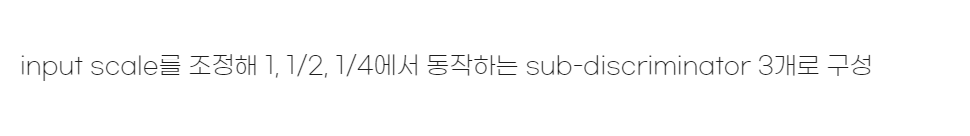 input scale를 조정해 1, 1/2, 1/4에서 동작하는 sub-discriminator 3개로 구성